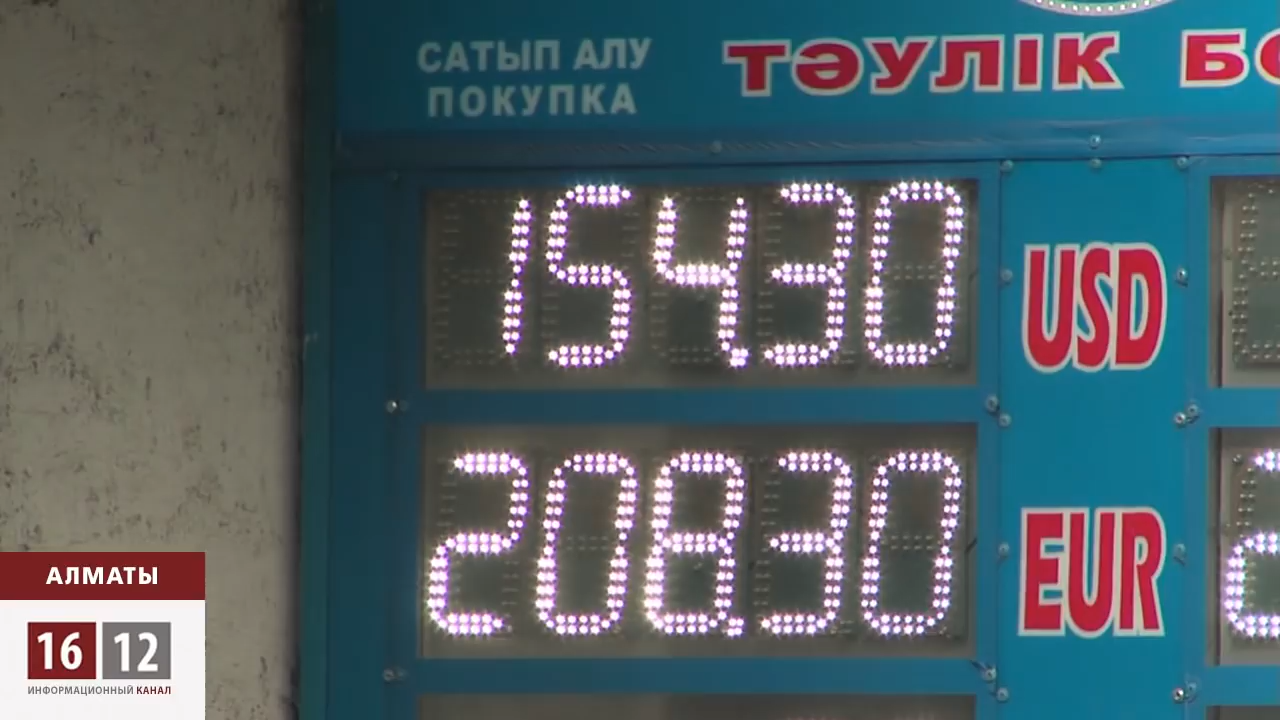 САТЫП АЛУ
ПОКУПКА
ТӘУЛІК
154.30
USD
208.30
EUR
АЛМАТЫ
16 12
ИНФОРМАЦИОННЫЙ КАНАЛ